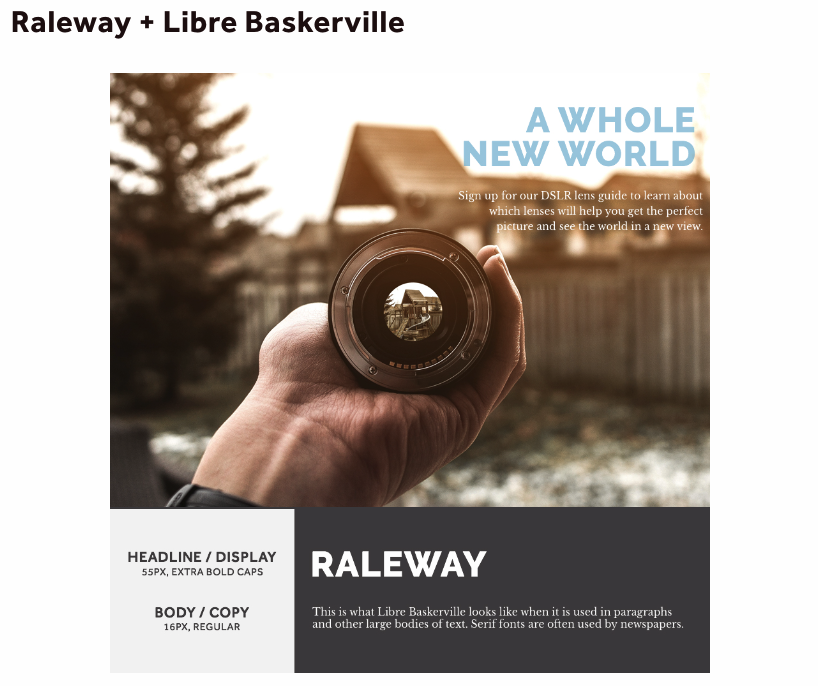 Raleway + Libre Baskerville
A WHOLE
NEW WORLD
Sign up for our DSLR lens guide to learn about
which lenses will help you get the perfect
picture and see the world in a new view.
HEADLINE / DISPLAY
55PX, EXTRA BOLD CAPS
BODY / COPY
16PX, REGULAR
RALEWAY
This is what Libre Baskerville looks like when it is used in paragraphs
and other large bodies of text. Serif fonts are often used by newspapers.